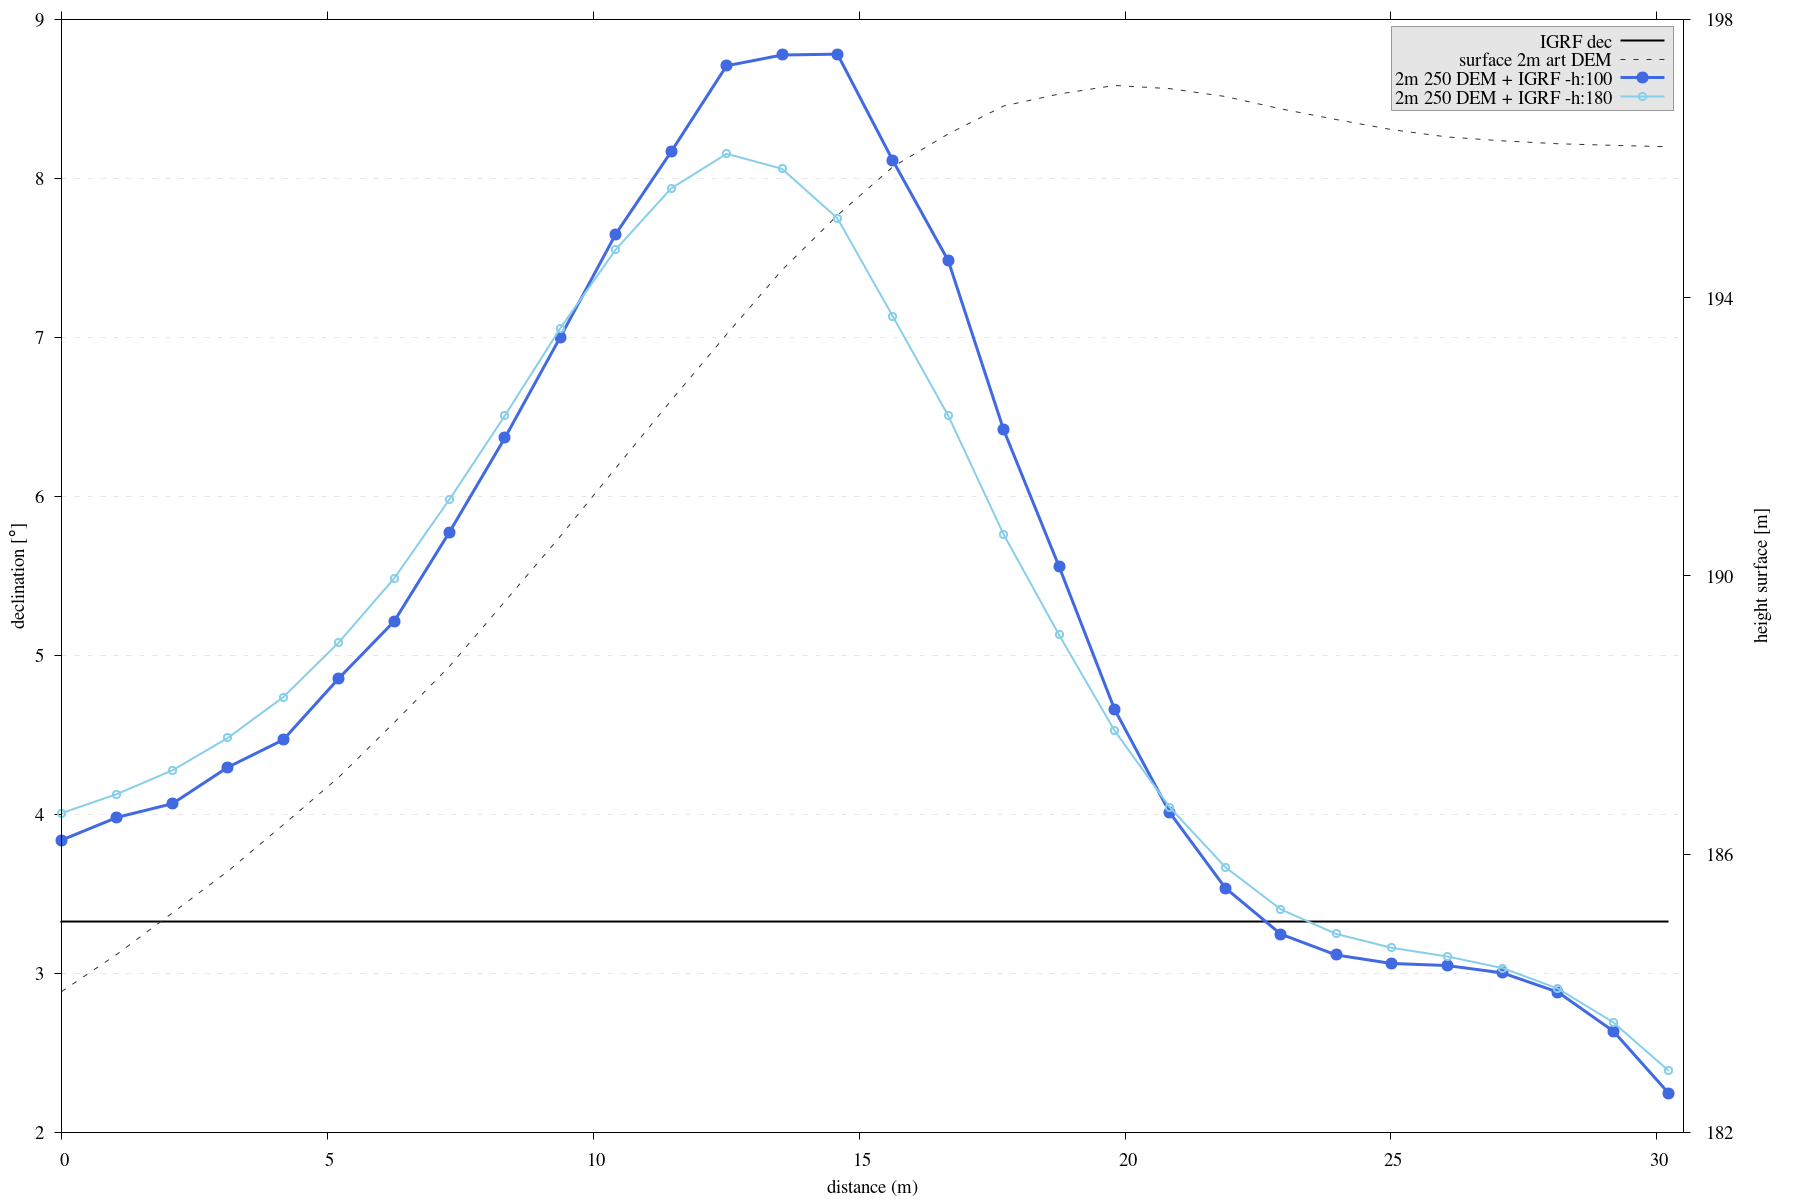 9
8
7
6
5
4
3
2
198
194
190
186
182
0
5
10
15
20
25
30
declination [°]
height surface [m]
distance (m)
IGRF dec
surface 2m art DEM
2m 250 DEM + IGRF -h:100
2m 250 DEM + IGRF -h:180